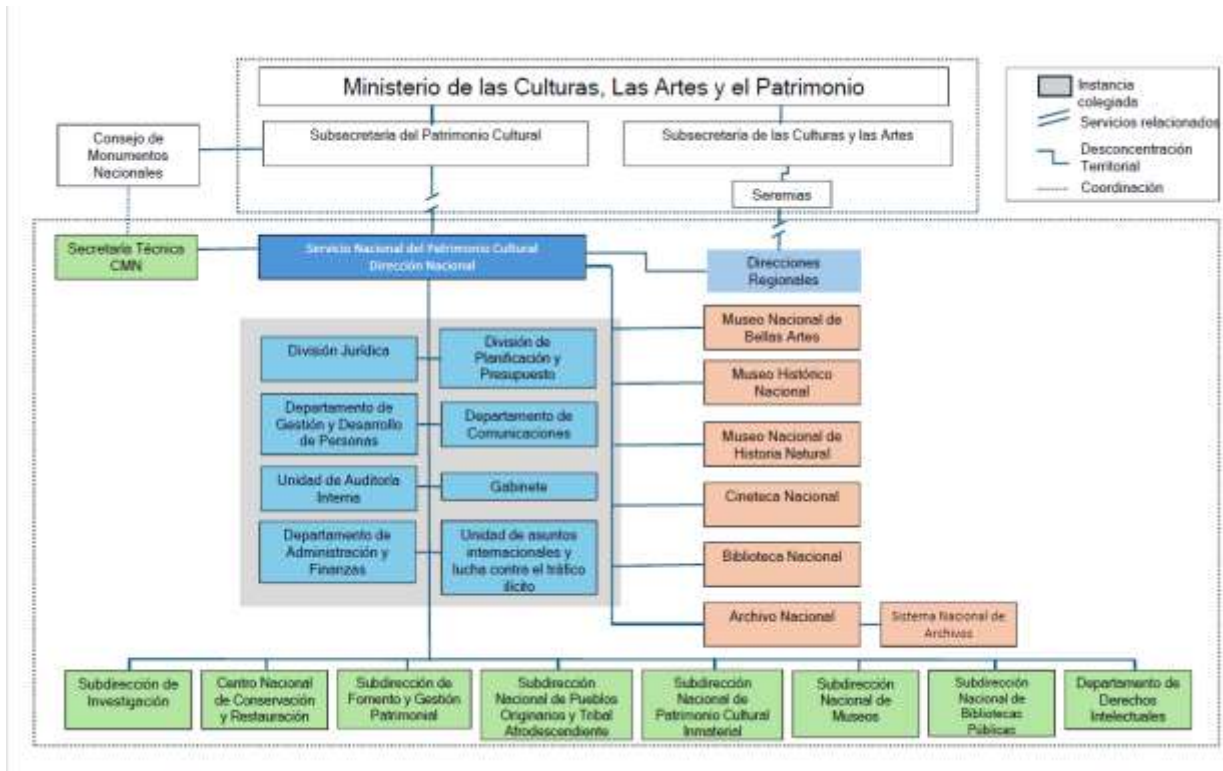 Ministerio de las Culturas, Las Artes y el Patrimonio
Subsecretaría del Patrimonio Cultural
Subsecretaría de las Culturas y las Artes
Consejo de
Monumentos
Nacionales
Seremias
Instancia
colegiada
Servicios relacionados
Desconcentración
Territorial
Coordinación
Secretaría Técnica
CMN
Servicio Nacional del Patrimonio Cultural
Dirección Nacional
Direcciones
Regionales
División Jurídica
División de
Planificación y
Presupuesto
Departamento de
Gestión y Desarrollo
de Personas
Departamento de
Comunicaciones
Unidad de Auditoría
Interna
Gabinete
Departamento de
Administración y
Finanzas
Unidad de asuntos
internacionales y
lucha contra el tráfico
ilícito
Museo Nacional de
Bellas Artes
Museo Histórico
Nacional
Museo Nacional de
Historia Natural
Cineteca Nacional
Biblioteca Nacional
Archivo Nacional
Sistema Nacional de
Archivos
Subdirección de
Investigación
Centro Nacional
de Conservación
y Restauración
Subdirección de
Fomento y Gestión
Patrimonial
Subdirección
Nacional de Pueblos
Originarios y Tribal
Afrodescendiente
Subdirección
Nacional de
Patrimonio Cultural
Inmaterial
Subdirección
Nacional de
Museos
Subdirección
Nacional de
Bibliotecas
Públicas
Departamento de
Derechos
Intelectuales